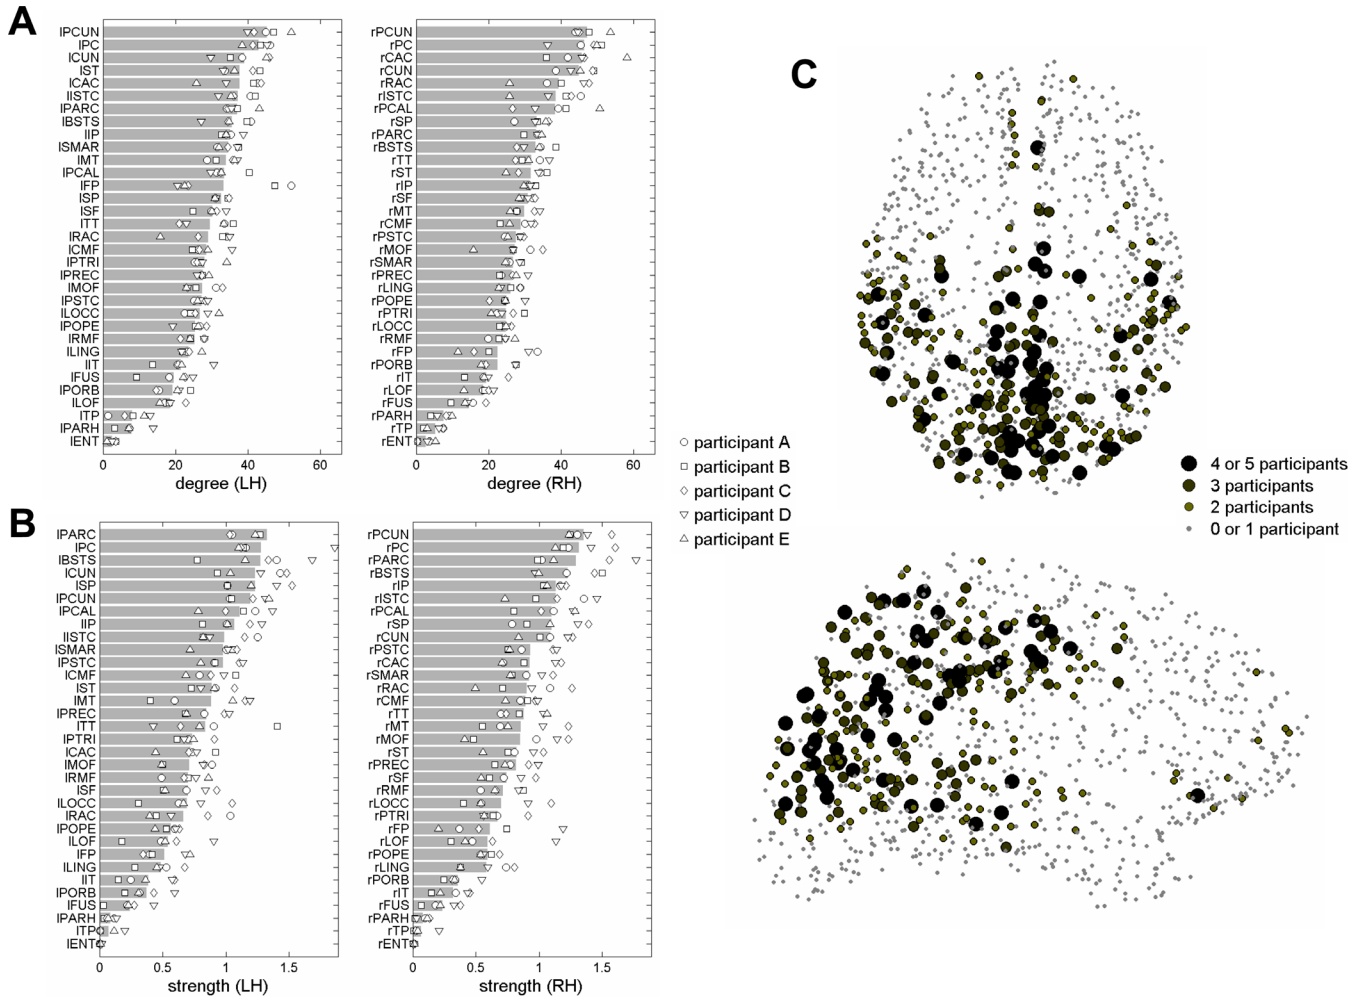 A
lPCUN
lPC
lCUN
lST
lCAC
lISTC
lPARC
lBSTS
lIP
lSMAR
lMT
lPCAL
lFP
lSP
lSF
lTT
lRAC
lCMF
lPTRI
lPREC
lMOF
lPSTC
lLOCC
lPOPE
lRMF
lLING
lIT
lFUS
lPORB
lLOF
lTP
lPARH
lENT
0 20 40 60
degree (LH)
rPCUN
rPC
rCAC
rCUN
rRAC
rISTC
rPCAL
rSP
rPARC
rBSTS
rTT
rST
rIP
rSF
rMT
rCMF
rPSTC
rMOF
rSMAR
rPREC
rLING
rPOPE
rPTRI
rLOCC
rRMF
rFP
rPORB
rIT
rLOF
rFUS
rPARH
rTP
rENT
0 20 40 60
degree (RH)
participant A
participant B
participant C
participant D
participant E
B
lPARC
lPC
lBSTS
lCUN
lSP
lPCUN
lPCAL
lIP
lISTC
lSMAR
lPSTC
lCMF
lST
lMT
lPREC
lTT
lPTRI
lCAC
lMOF
lRMF
lSF
lLOCC
lRAC
lPOPE
lLOF
lFP
lLING
lIT
lPORB
lFUS
lPARH
lTP
lENT
0 0.5 1 1.5
strength (LH)
rPCUN
rPC
rPARC
rBSTS
rIP
rISTC
rPCAL
rSP
rCUN
rPSTC
rCAC
rSMAR
rRAC
rCMF
rTT
rMT
rMOF
rST
rPREC
rSF
rRMF
rLOCC
rPTRI
rFP
rLOF
rPOPE
rLING
rPORB
rIT
rFUS
rPARH
rTP
rENT
0 0.5 1 1.5
strength (RH)
C
4 or 5 participants
3 participants
2 participants
0 or 1 participant